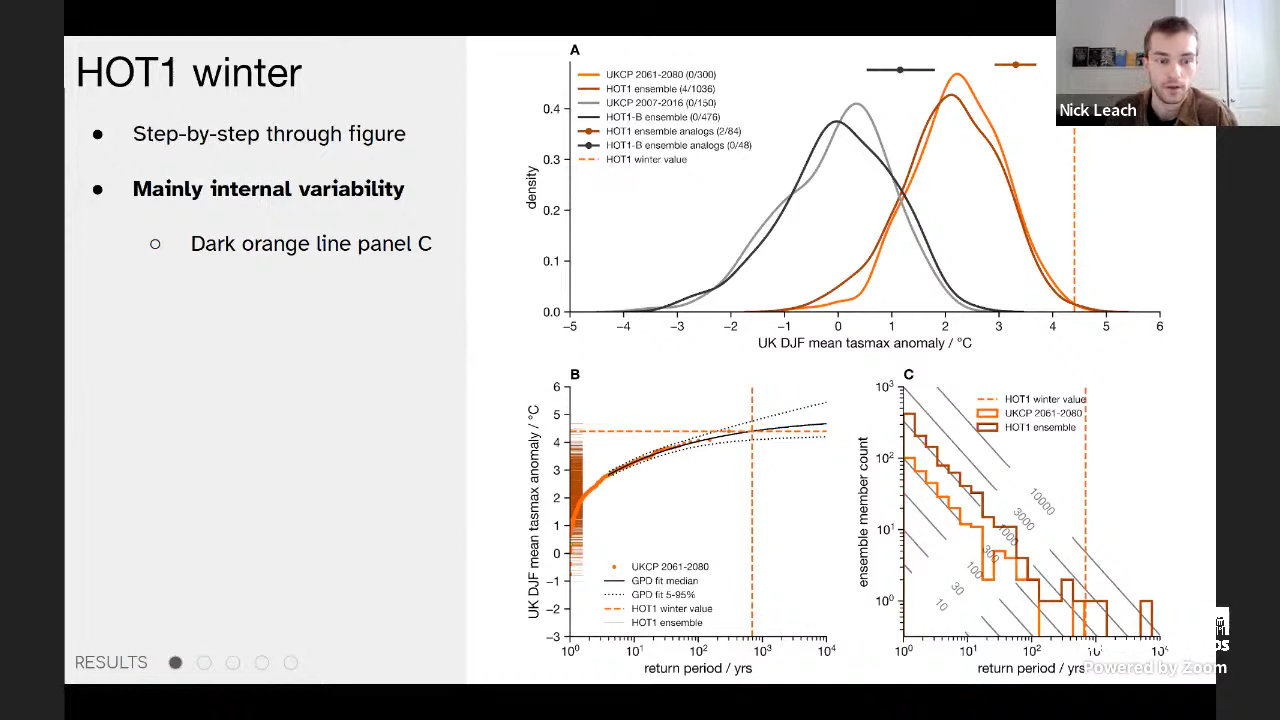 HOT1 winter
● Step-by-step through figure
● Mainly internal variability
○ Dark orange line panel C
RESULTS
A
UKCP 2061-2080 (0/300)
HOT1 ensemble (4/1036)
UKCP 2007-2016 (0/150)
HOT1-B ensemble (0/476)
HOT1 ensemble analogs (2/84)
HOT1-B ensemble analogs (0/48)
HOT1 winter value
density
0.4
0.3
0.2
0.1
0.0
−5 −4 −3 −2 −1 0 1 2 3 4 5 6
UK DJF mean tasmax anomaly / °C
B
UK DJF mean tasmax anomaly / °C
6
5
4
3
2
1
0
−1
−2
−3
UKCP 2061-2080
GPD fit median
GPD fit 5-95%
HOT1 winter value
HOT1 ensemble
10⁰ 10¹ 10² 10³ 10⁴
return period / yrs
C
ensemble member count
10³
10²
10¹
10⁰
HOT1 winter value
UKCP 2061-2080
HOT1 ensemble
10000
3000
1000
300
100
30
10
10⁰ 10¹ 10² 10⁴
return period / yrs
Nick Leach
Powered by Zoom